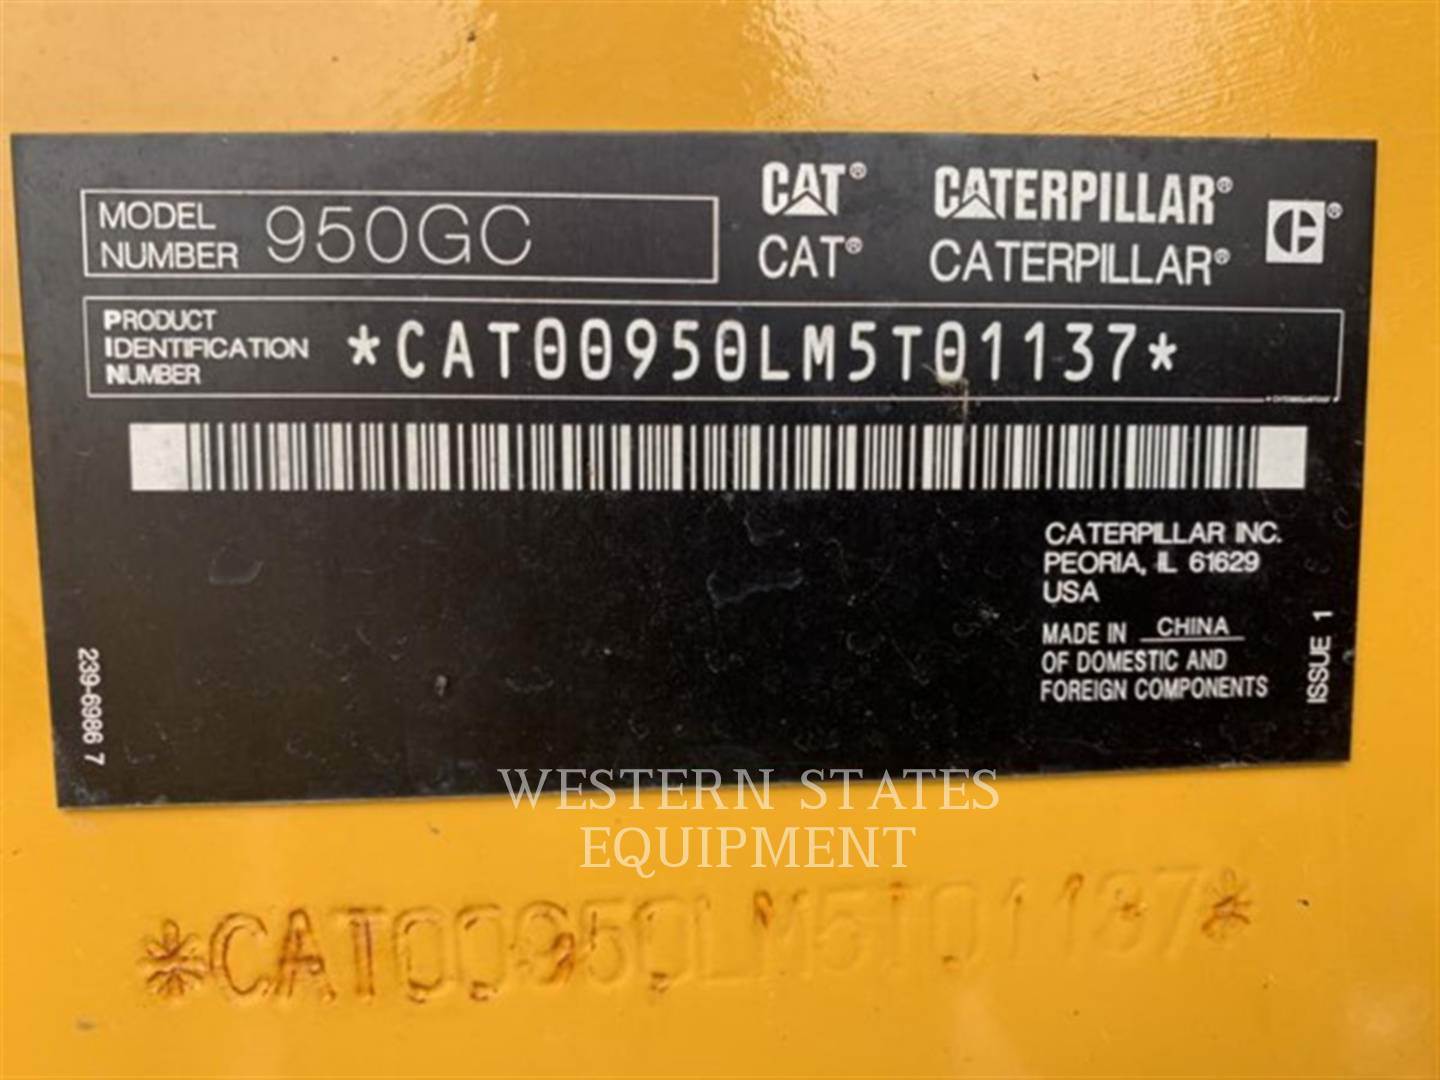 MODEL NUMBER 950GC
CAT® CATERPILLAR®
CAT® CATERPILLAR®
PRODUCT IDENTIFICATION NUMBER *CAT00950LM5T01137*
CATERPILLAR INC.
PEORIA, IL 61629
USA
MADE IN CHINA
OF DOMESTIC AND
FOREIGN COMPONENTS
ISSUE 1
239-6986 7
WESTERN STATES
EQUIPMENT
*CAT00950LM5T01137*